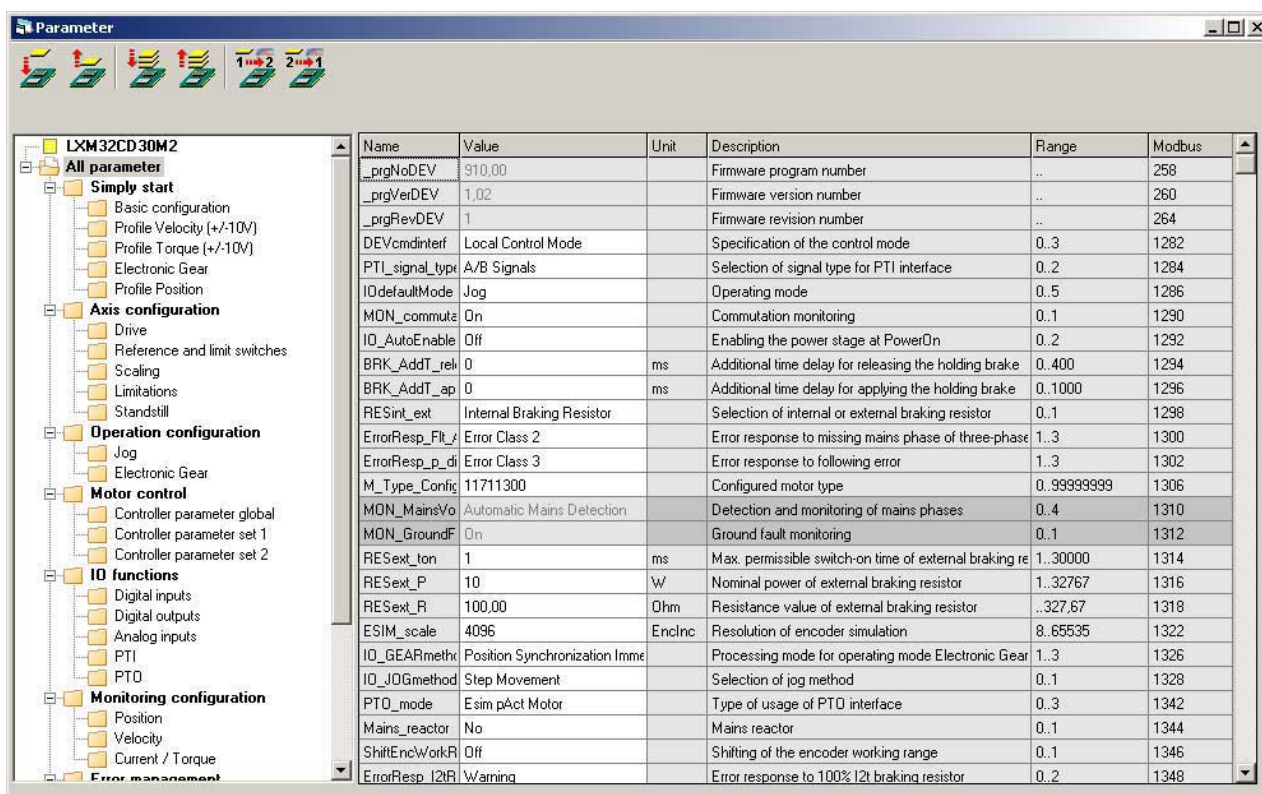 Parameter
1 2 2 1
LXM32CD30M2
All parameter
Simply start
Basic configuration
Profile Velocity (+/-10V)
Profile Torque (+/-10V)
Electronic Gear
Profile Position
Axis configuration
Drive
Reference and limit switches
Scaling
Limitations
Standstill
Operation configuration
Jog
Electronic Gear
Motor control
Controller parameter global
Controller parameter set 1
Controller parameter set 2
IO functions
Digital inputs
Digital outputs
Analog inputs
PTI
PTO
Monitoring configuration
Position
Velocity
Current / Torque
Error management
Name Value Unit Description Range Modbus
_prgNoDEV 910,00 Firmware program number .. 258
_prgVerDEV 1,02 Firmware version number .. 260
_prgRevDEV 1 Firmware revision number .. 264
DEVcmdinterf Local Control Mode Specification of the control mode 0..3 1282
PTI_signal_type A/B Signals Selection of signal type for PTI interface 0..2 1284
IOdefaultMode Jog Operating mode 0..5 1286
MON_commuta On Commutation monitoring 0..1 1290
IO_AutoEnable Off Enabling the power stage at PowerOn 0..2 1292
BRK_AddT_rel 0 ms Additional time delay for releasing the holding brake 0..400 1294
BRK_AddT_ap 0 ms Additional time delay for applying the holding brake 0..1000 1296
RESint_ext Internal Braking Resistor Selection of internal or external braking resistor 0..1 1298
ErrorResp_Flt_ Error Class 2 Error response to missing mains phase of three-phase 1..3 1300
ErrorResp_p_di Error Class 3 Error response to following error 1..3 1302
M_Type_Config 11711300 Configured motor type 0..99999999 1306
MON_MainsVo Automatic Mains Detection Detection and monitoring of mains phases 0..4 1310
MON_GroundF On Ground fault monitoring 0..1 1312
RESext_ton 1 ms Max. permissible switch-on time of external braking re 1..30000 1314
RESext_P 10 W Nominal power of external braking resistor 1..32767 1316
RESext_R 100,00 Ohm Resistance value of external braking resistor ..327,67 1318
ESIM_scale 4096 EncInc Resolution of encoder simulation 8..65535 1322
IO_GEARmetho Position Synchronization Imme Processing mode for operating mode Electronic Gear 1..3 1326
IO_JOGmethod Step Movement Selection of jog method 0..1 1328
PTO_mode Esim pAct Motor Type of usage of PTO interface 0..3 1342
Mains_reactor No Mains reactor 0..1 1344
ShiftEncWorkR Off Shifting of the encoder working range 0..1 1346
ErrorResp_I2tR Warning Error response to 100% I2t braking resistor 0..2 1348